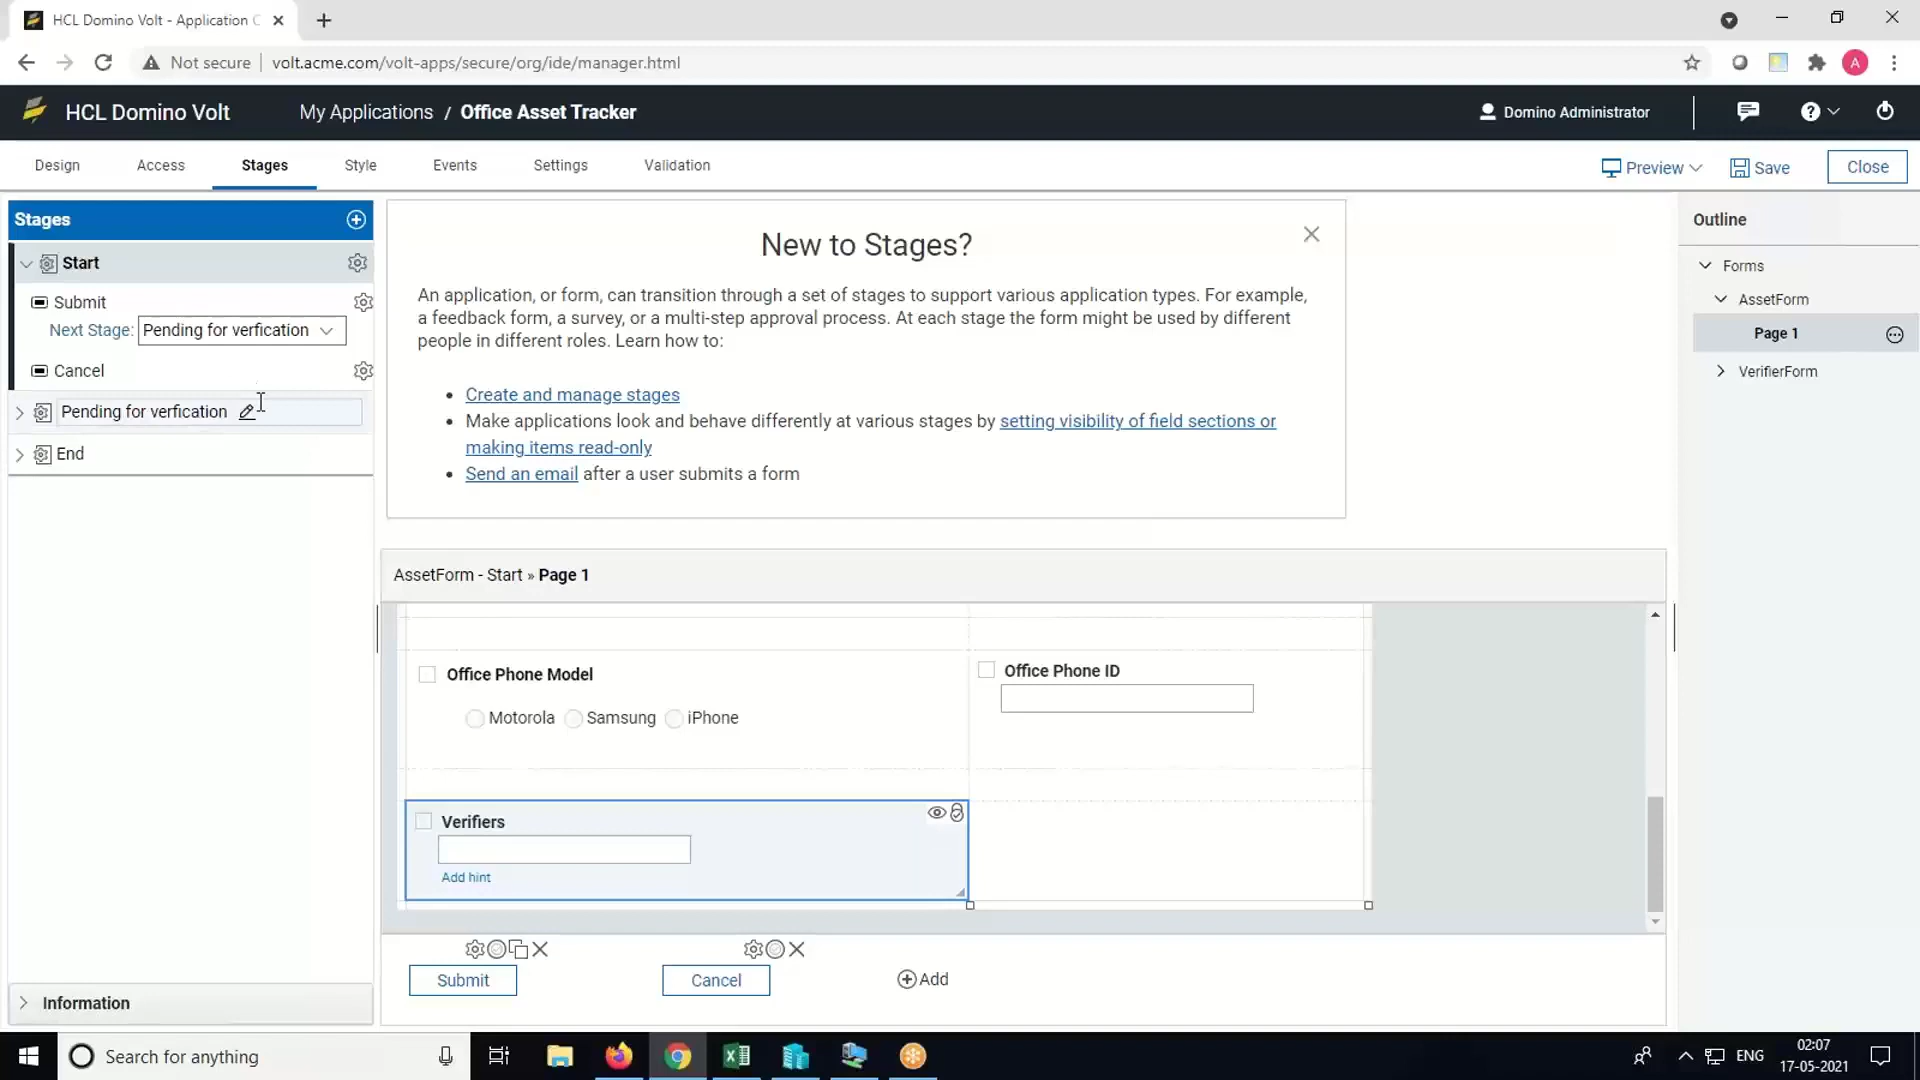 HCL Domino Volt - Application C
Not secure
volt.acme.com/volt-apps/secure/org/ide/manager.html
A
HCL Domino Volt
My Applications / Office Asset Tracker
Domino Administrator
Design
Access
Stages
Style
Events
Settings
Validation
Preview
Save
Close
Stages
Start
Submit
Next Stage: Pending for verfication
Cancel
Pending for verfication
End
Information
New to Stages?
An application, or form, can transition through a set of stages to support various application types. For example,
a feedback form, a survey, or a multi-step approval process. At each stage the form might be used by different
people in different roles. Learn how to:
Create and manage stages
Make applications look and behave differently at various stages by setting visibility of field sections or
making items read-only
Send an email after a user submits a form
AssetForm - Start » Page 1
Office Phone Model
Motorola
Samsung
iPhone
Office Phone ID
Verifiers
Add hint
Submit
Cancel
Add
Outline
Forms
AssetForm
Page 1
VerifierForm
Search for anything
ENG
02:07
17-05-2021